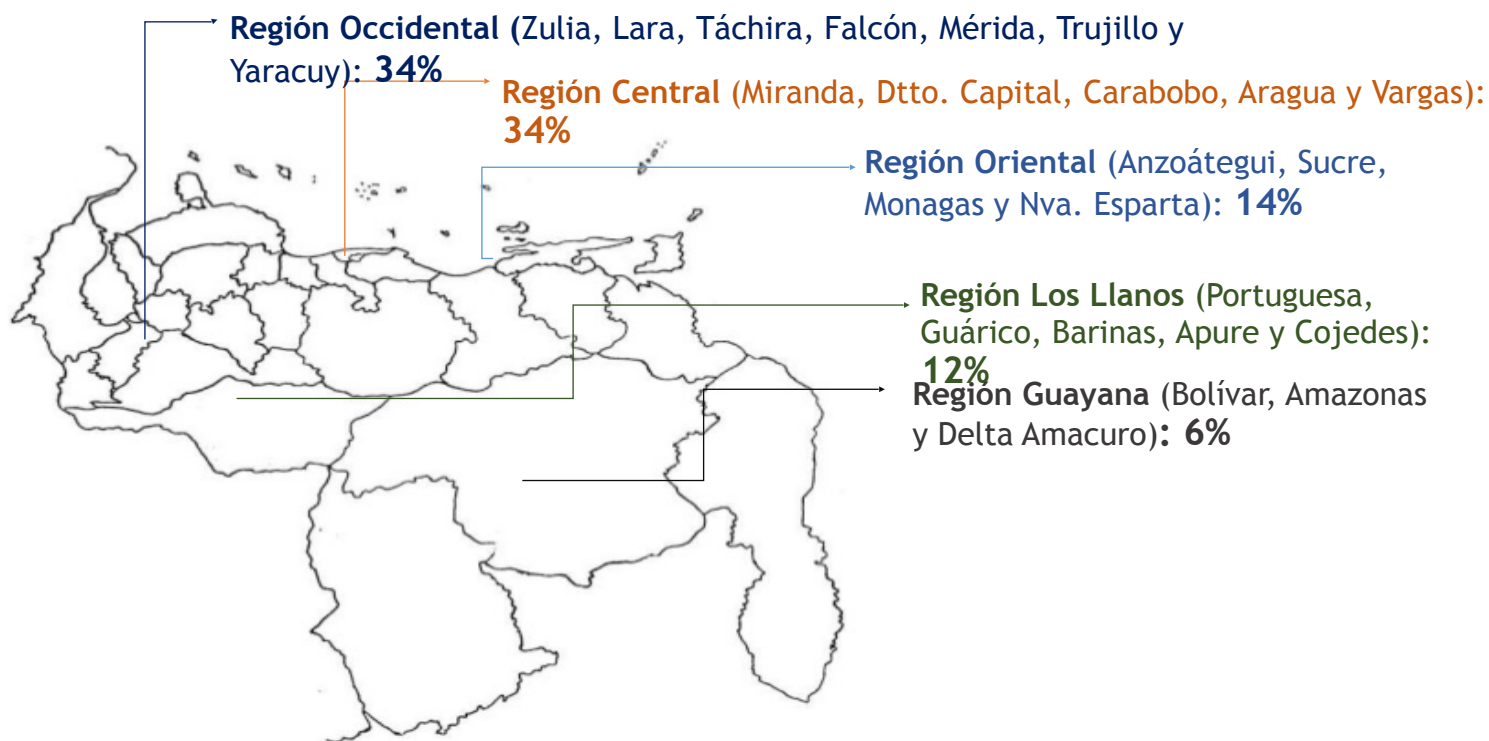 Región Occidental (Zulia, Lara, Táchira, Falcón, Mérida, Trujillo y
Yaracuy): 34%
Región Central (Miranda, Dtto. Capital, Carabobo, Aragua y Vargas):
34%
Región Oriental (Anzoátegui, Sucre,
Monagas y Nva. Esparta): 14%
Región Los Llanos (Portuguesa,
Guárico, Barinas, Apure y Cojedes):
12%
Región Guayana (Bolívar, Amazonas
y Delta Amacuro): 6%